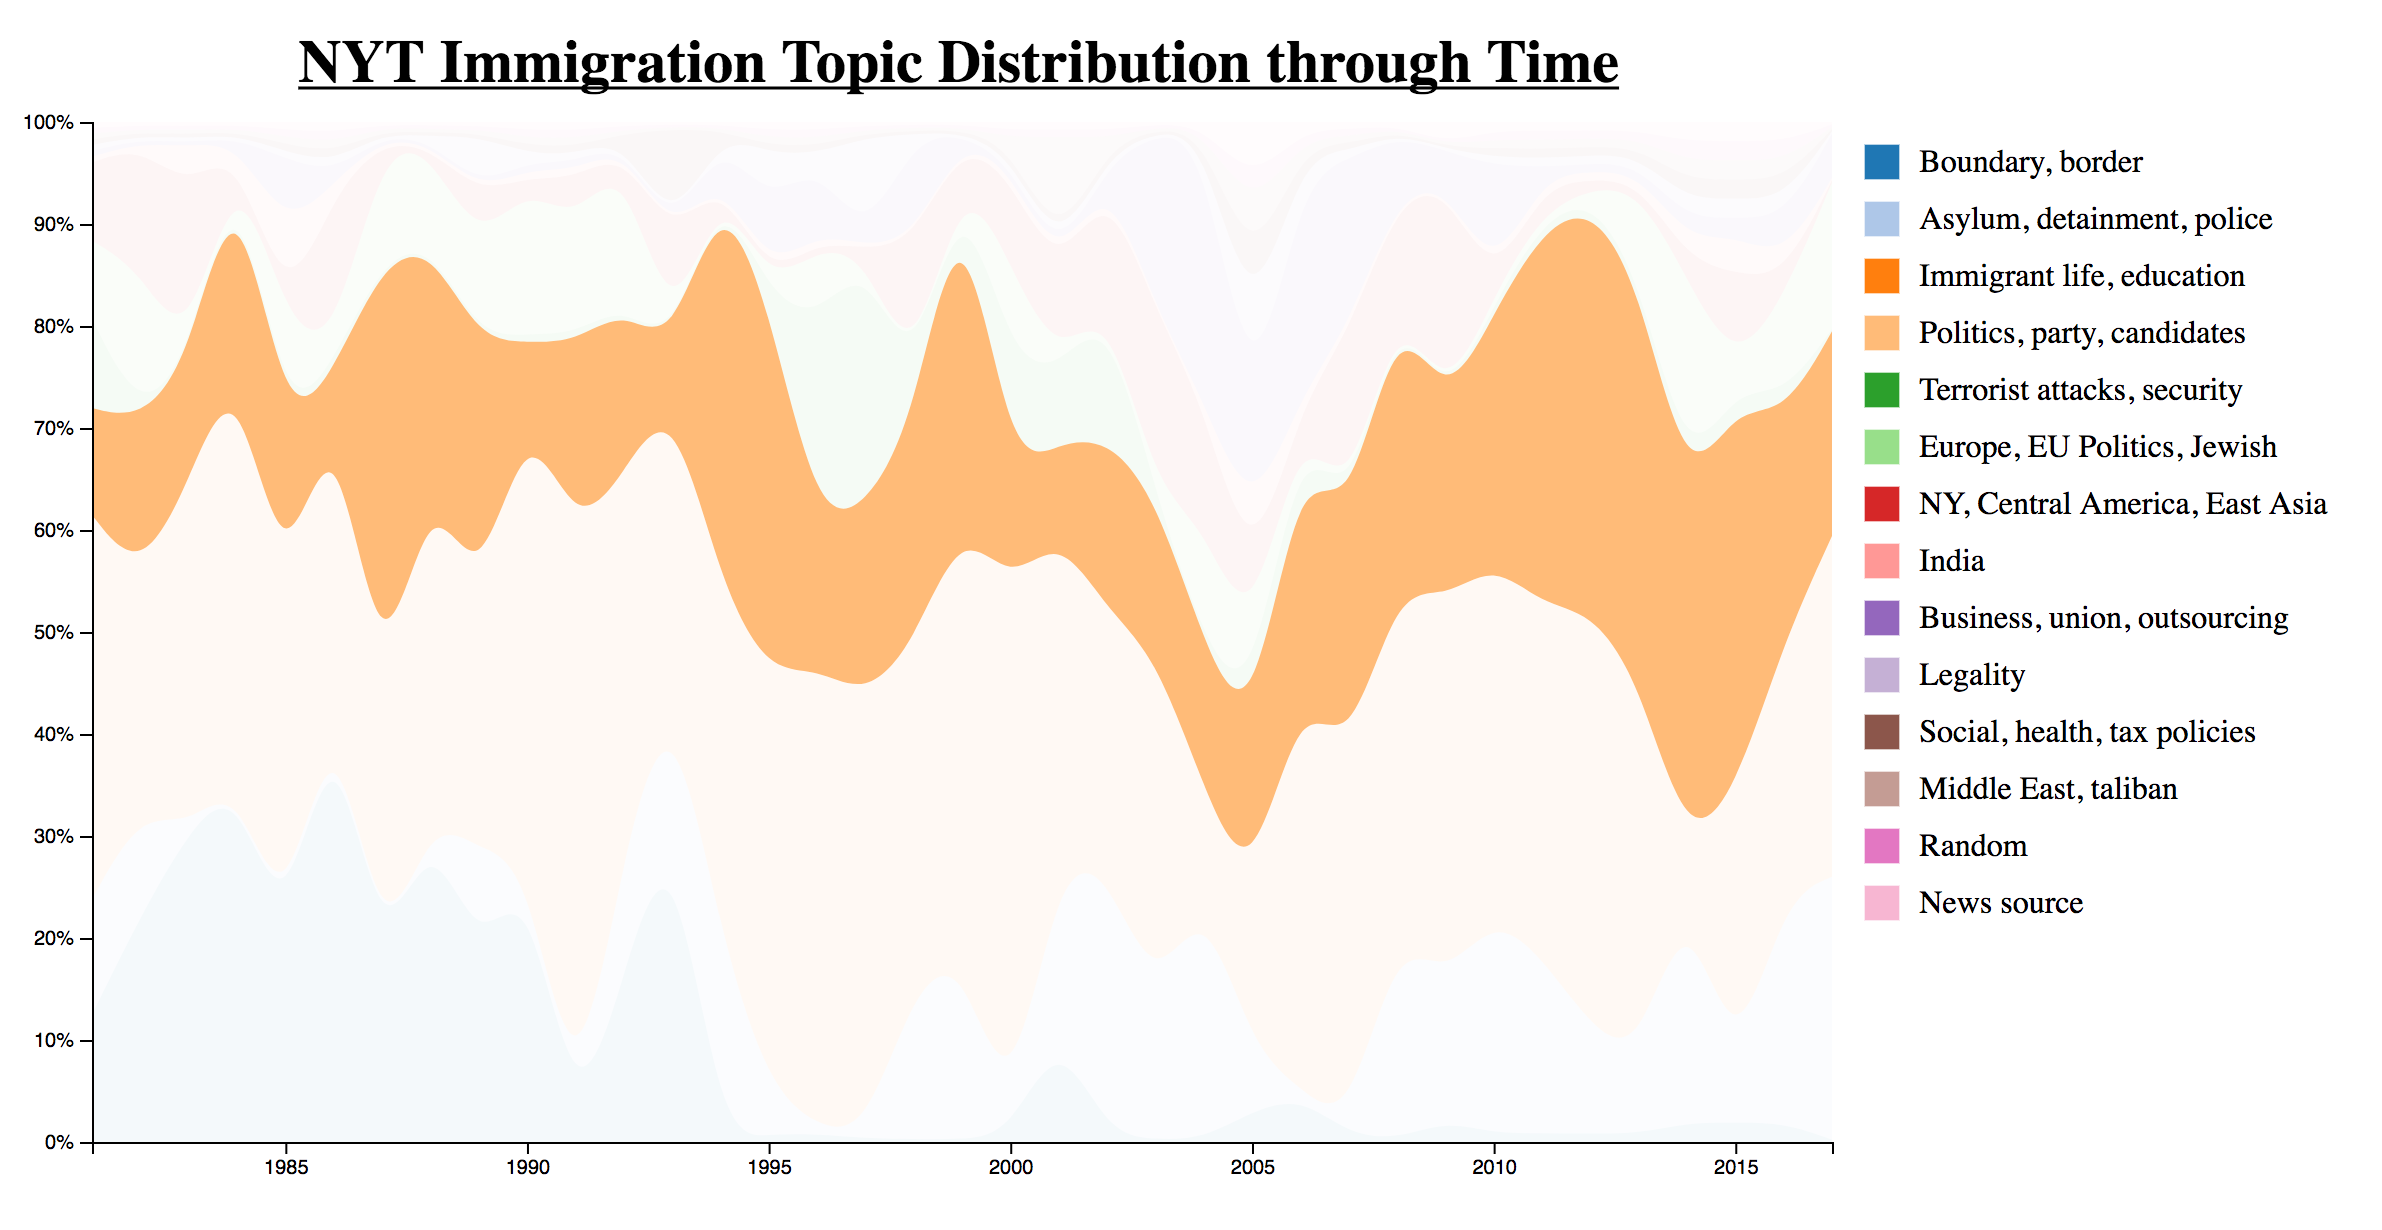 NYT Immigration Topic Distribution through Time
100%
90%
80%
70%
60%
50%
40%
30%
20%
10%
0%
1985 1990 1995 2000 2005 2010 2015
Boundary, border
Asylum, detainment, police
Immigrant life, education
Politics, party, candidates
Terrorist attacks, security
Europe, EU Politics, Jewish
NY, Central America, East Asia
India
Business, union, outsourcing
Legality
Social, health, tax policies
Middle East, taliban
Random
News source